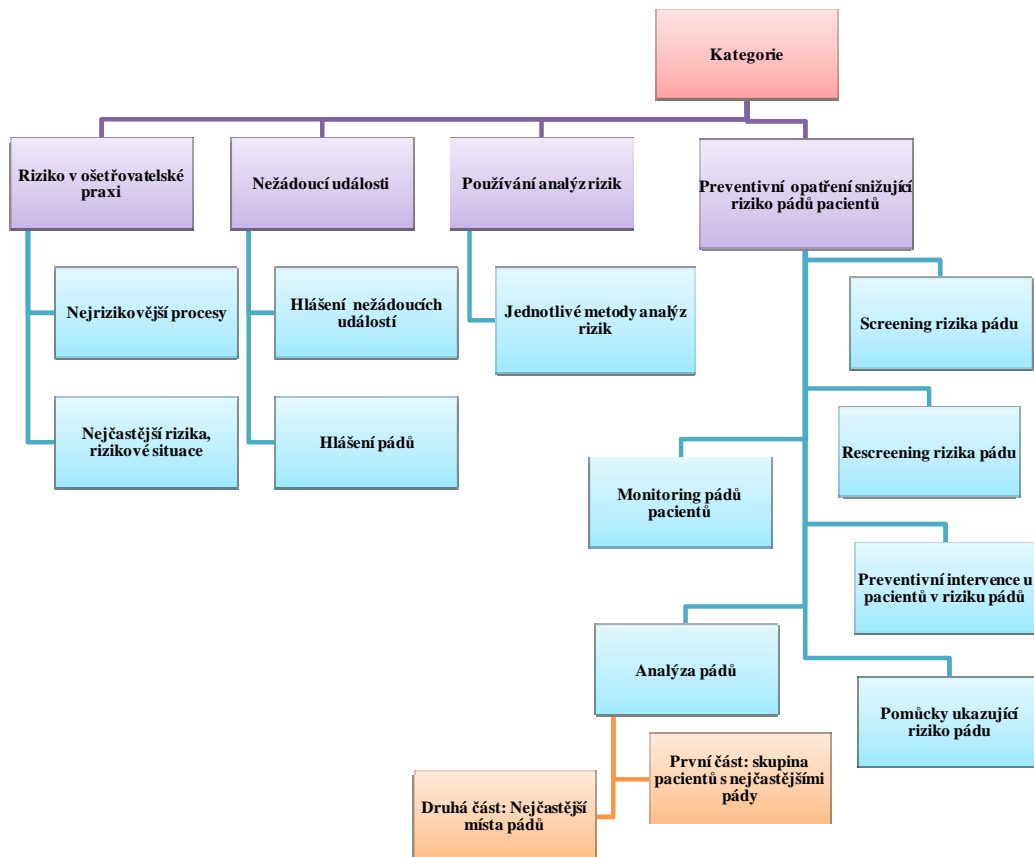 Kategorie
Riziko v ošetřovatelské
praxi
Nežádoucí události
Používání analýz rizik
Preventivní opatření snižující
riziko pádů pacientů
Nejrizikovější procesy
Hlášení nežádoucích
událostí
Jednotlivé metody analýz
rizik
Screening rizika pádu
Nejčastější rizika,
rizikové situace
Hlášení pádů
Rescreening rizika pádu
Monitoring pádů
pacientů
Preventivní intervence u
pacientů v riziku pádů
Analýza pádů
Pomůcky ukazující
riziko pádu
První část: skupina
pacientů s nejčastějšími
pády
Druhá část: Nejčastější
místa pádů